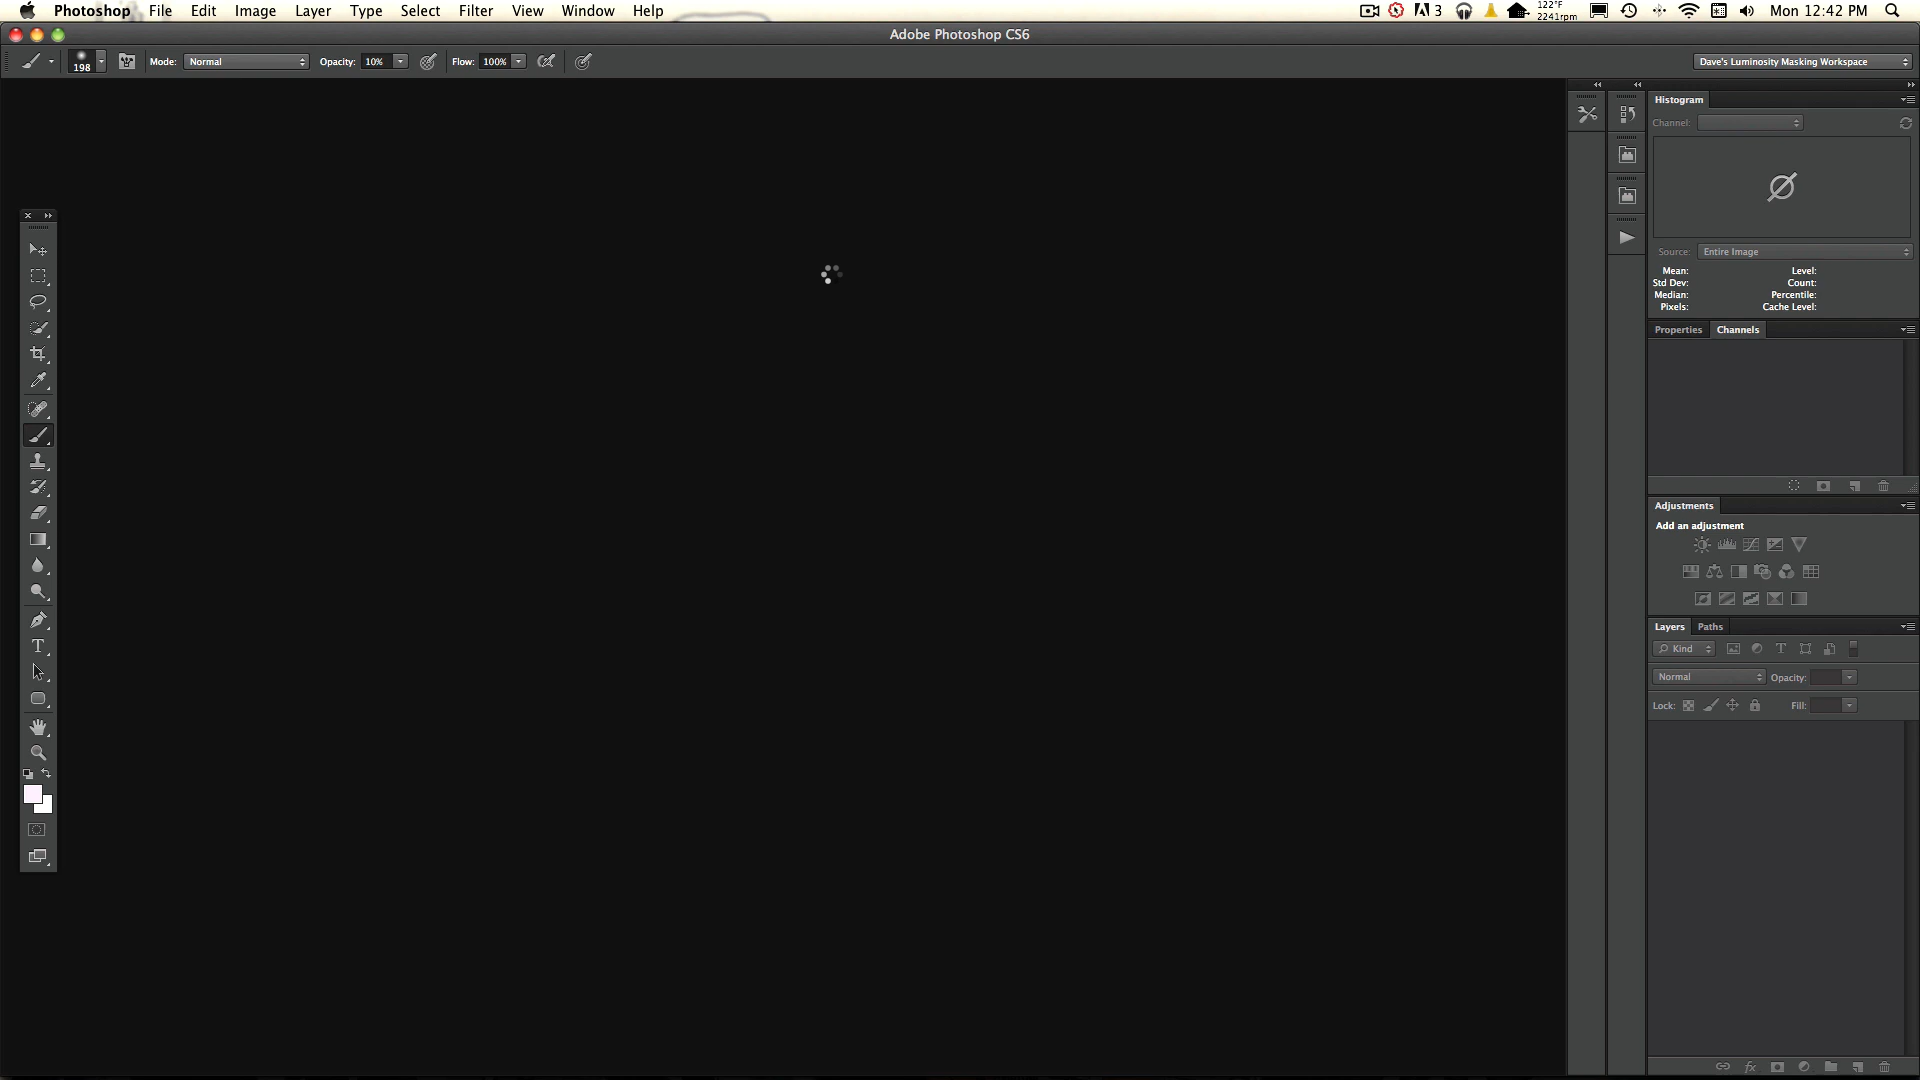 Photoshop File Edit Image Layer Type Select Filter View Window Help
3 122°F 2241rpm Mon 12:42 PM
Adobe Photoshop CS6
198 Mode: Normal Opacity: 10% Flow: 100% Dave's Luminosity Masking Workspace
Histogram
Channel:
Source: Entire Image
Mean: Level:
Std Dev: Count:
Median: Percentile:
Pixels: Cache Level:
Properties Channels
Adjustments
Add an adjustment
Layers Paths
Kind T
Normal Opacity:
Lock: Fill:
T
fx